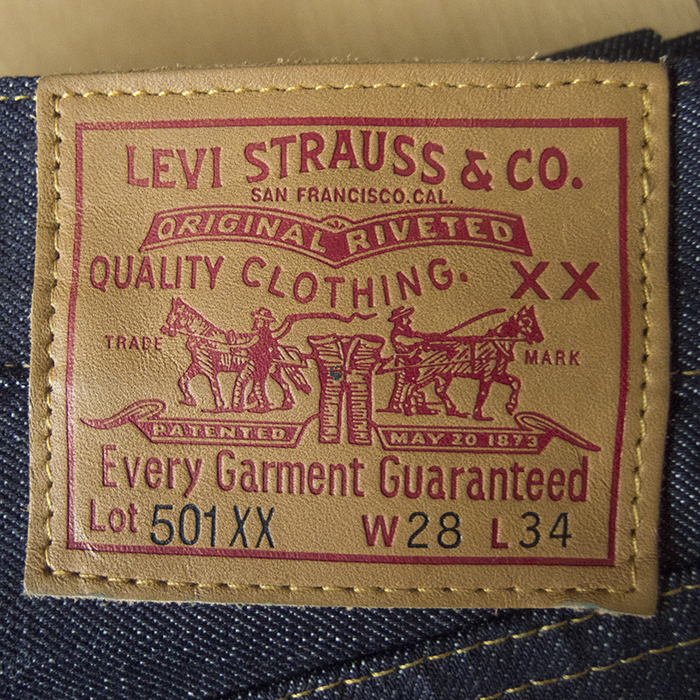 LEVI STRAUSS & CO.
SAN FRANCISCO.CAL.
ORIGINAL RIVETED
QUALITY CLOTHING. XX
TRADE MARK
PATENTED MAY 20 1873
Every Garment Guaranteed
Lot 501XX W28 L34